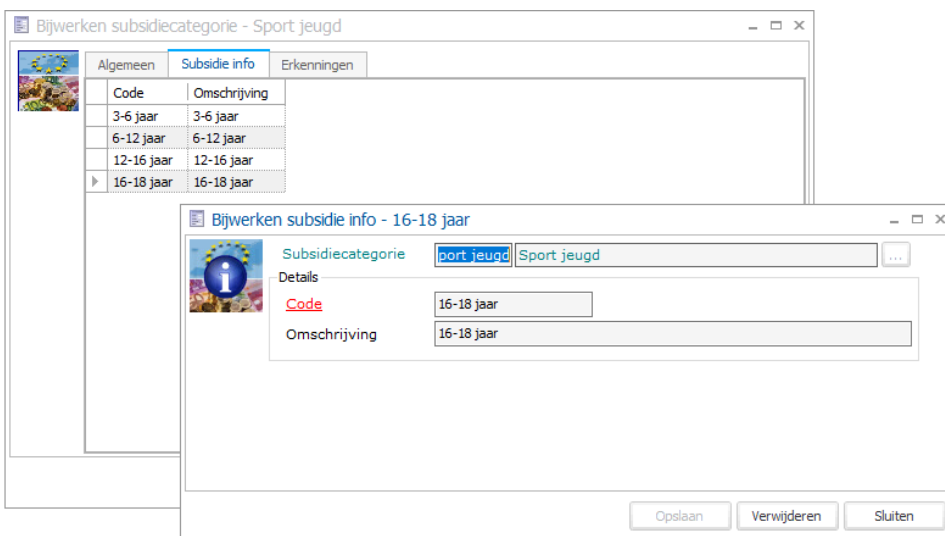 Bijwerken subsidiecategorie - Sport jeugd
Algemeen Subsidie info Erkenningen
Code Omschrijving
3-6 jaar 3-6 jaar
6-12 jaar 6-12 jaar
12-16 jaar 12-16 jaar
16-18 jaar 16-18 jaar
Bijwerken subsidie info - 16-18 jaar
Subsidiecategorie port jeugd Sport jeugd ...
Details
Code 16-18 jaar
Omschrijving 16-18 jaar
Opslaan Verwijderen Sluiten